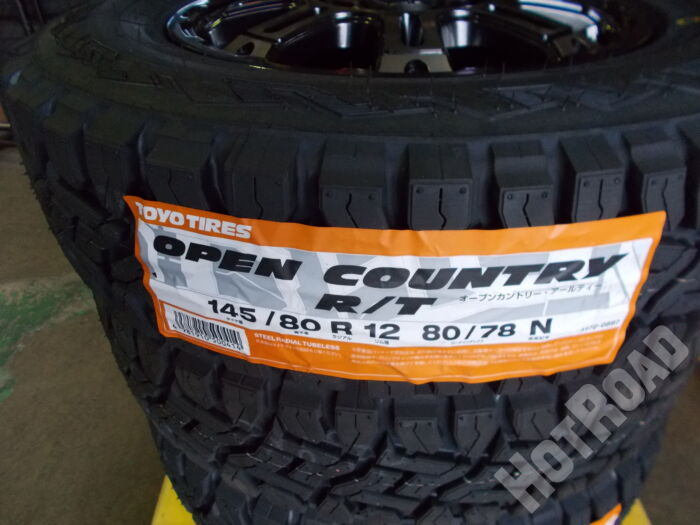 TOYO TIRES
OPEN COUNTRY
R/T
オープンカントリー・アールティー
145/80 R 12 80/78 N
STEEL RADIAL TUBELESS
HOTROAD